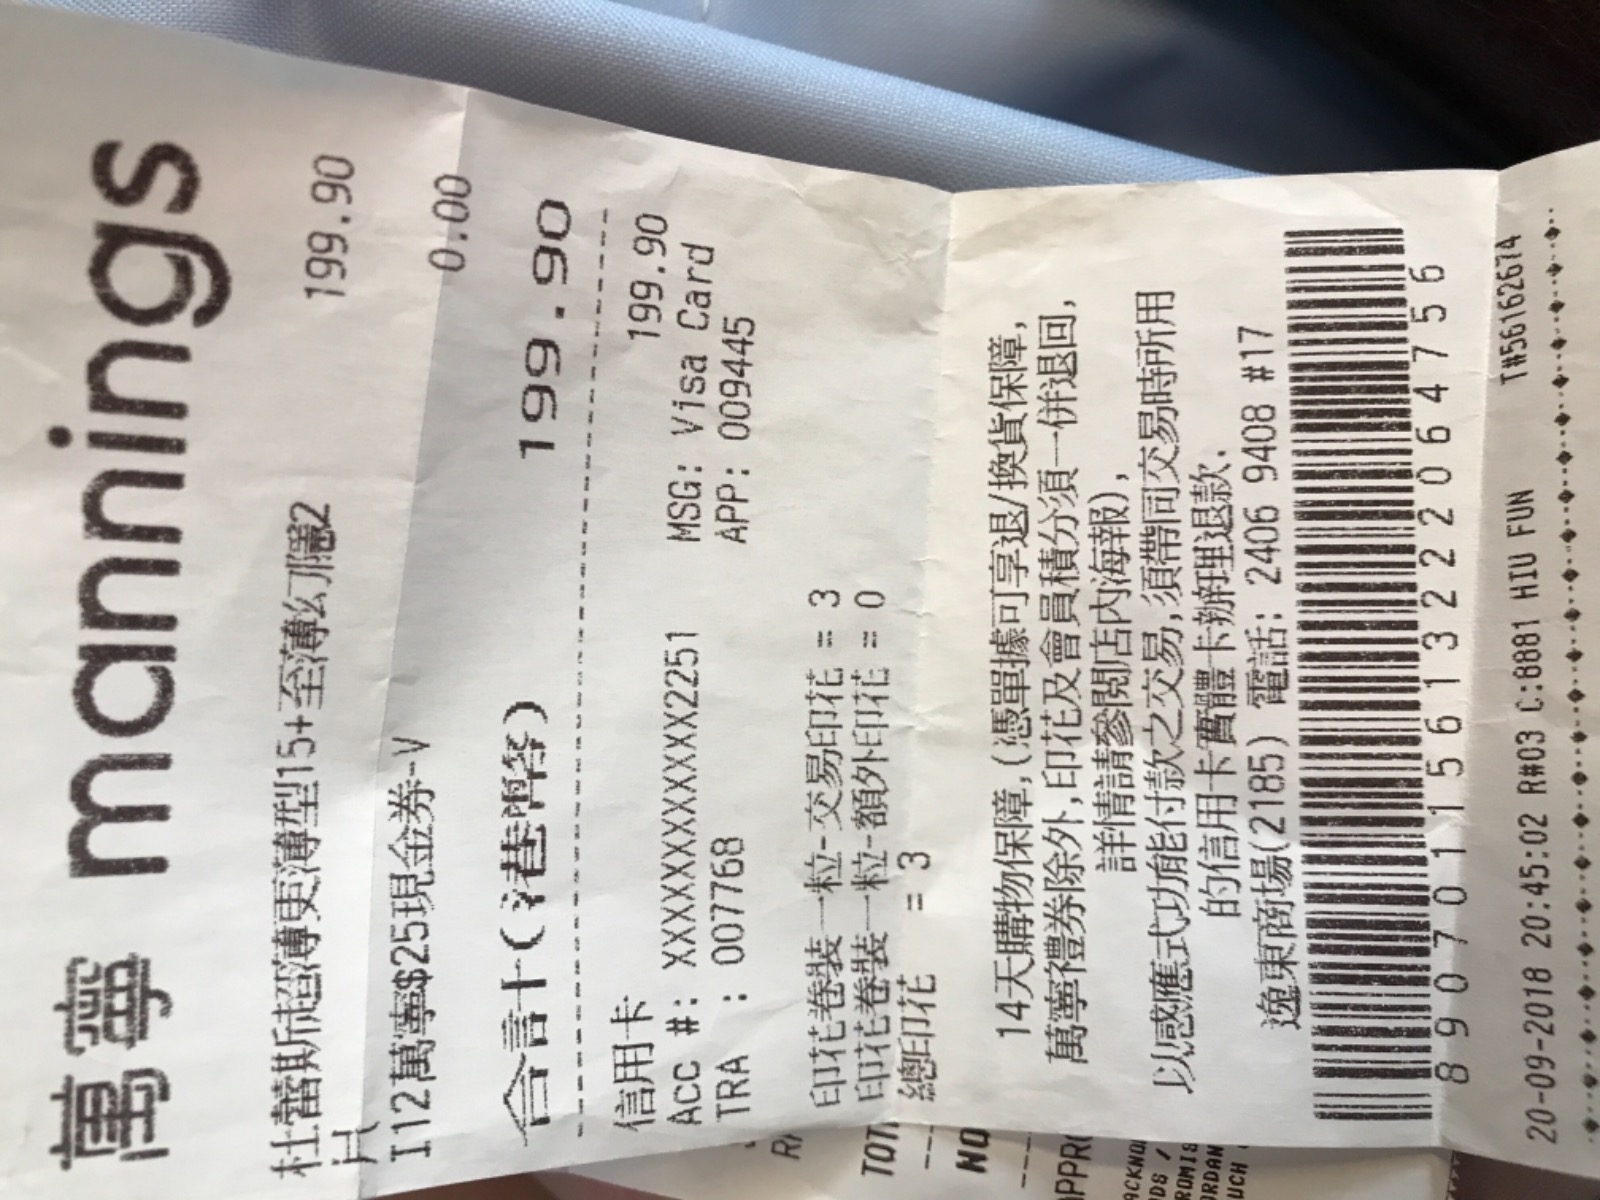 萬寧 mannings
杜蕾斯超薄更薄型15+至薄幻隱2 199.90
片
I12萬寧$25現金券-V 0.00
合計(港幣) 199.90
信用卡 199.90
Acc #: XXXXXXXXXXXX2251 MSG: Visa Card
TRA : 007768 APP: 009445
印花卷裝一粒-交易印花 = 3
印花卷裝一粒-額外印花 = 0
總印花 = 3
14天購物保障,(憑單據可享退/換貨保障,
萬寧禮券除外,印花及會員積分須一併退回,
詳情請參閱店內海報),
以感應式功能付款之交易,須帶同交易時所用
的信用卡實體卡辦理退款.
逸東商場(2185) 電話: 2406 9408 #17
89070115613222064756
20-09-2018 20:45:02 R#03 C:8881 HIU FUN T#56162674